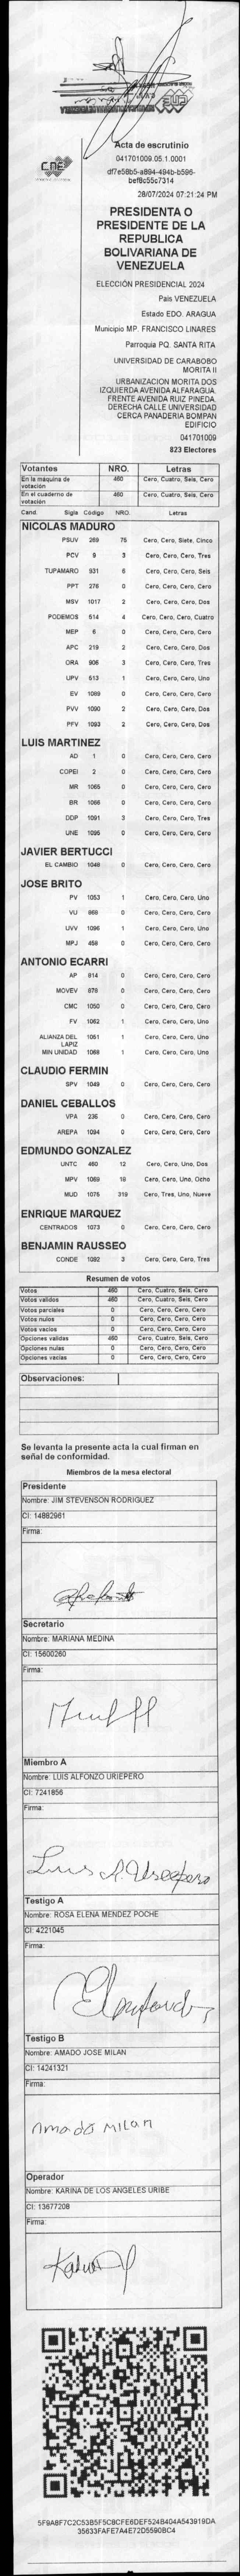 CNE
Acta de escrutinio
041701009.05.1.0001
df7e58b5-a894-494b-b596-
bef8c55c7314
28/07/2024 07:21:24 PM
PRESIDENTA O
PRESIDENTE DE LA
REPUBLICA
BOLIVARIANA DE
VENEZUELA
ELECCIÓN PRESIDENCIAL 2024
País VENEZUELA
Estado EDO. ARAGUA
Municipio MP. FRANCISCO LINARES
Parroquia PQ. SANTA RITA
UNIVERSIDAD DE CARABOBO
MORITA II
URBANIZACION MORITA DOS
IZQUIERDA AVENIDA ALFARAGUA.
FRENTE AVENIDA RUIZ PINEDA.
DERECHA CALLE UNIVERSIDAD
CERCA PANADERIA BOMPAN
EDIFICIO
041701009
823 Electores
Votantes NRO. Letras
En la máquina de votación 460 Cero, Cuatro, Seis, Cero
En el cuaderno de votación 460 Cero, Cuatro, Seis, Cero
Cand. Sigla Código NRO. Letras
NICOLAS MADURO
PSUV 269 75 Cero, Cero, Siete, Cinco
PCV 9 3 Cero, Cero, Cero, Tres
TUPAMARO 931 6 Cero, Cero, Cero, Seis
PPT 276 0 Cero, Cero, Cero, Cero
MSV 1017 2 Cero, Cero, Cero, Dos
PODEMOS 514 4 Cero, Cero, Cero, Cuatro
MEP 6 0 Cero, Cero, Cero, Cero
APC 219 2 Cero, Cero, Cero, Dos
ORA 906 3 Cero, Cero, Cero, Tres
UPV 513 1 Cero, Cero, Cero, Uno
EV 1089 0 Cero, Cero, Cero, Cero
PVV 1090 2 Cero, Cero, Cero, Dos
PFV 1093 2 Cero, Cero, Cero, Dos
LUIS MARTINEZ
AD 1 0 Cero, Cero, Cero, Cero
COPEI 2 0 Cero, Cero, Cero, Cero
MR 1065 0 Cero, Cero, Cero, Cero
BR 1066 0 Cero, Cero, Cero, Cero
DDP 1091 3 Cero, Cero, Cero, Tres
UNE 1095 0 Cero, Cero, Cero, Cero
JAVIER BERTUCCI
EL CAMBIO 1048 0 Cero, Cero, Cero, Cero
JOSE BRITO
PV 1053 1 Cero, Cero, Cero, Uno
VU 868 0 Cero, Cero, Cero, Cero
UVV 1096 1 Cero, Cero, Cero, Uno
MPJ 458 0 Cero, Cero, Cero, Cero
ANTONIO ECARRI
AP 814 0 Cero, Cero, Cero, Cero
MOVEV 878 0 Cero, Cero, Cero, Cero
CMC 1050 0 Cero, Cero, Cero, Cero
FV 1062 1 Cero, Cero, Cero, Uno
ALIANZA DEL LAPIZ 1051 1 Cero, Cero, Cero, Uno
MIN UNIDAD 1068 1 Cero, Cero, Cero, Uno
CLAUDIO FERMIN
SPV 1049 0 Cero, Cero, Cero, Cero
DANIEL CEBALLOS
VPA 235 0 Cero, Cero, Cero, Cero
AREPA 1094 0 Cero, Cero, Cero, Cero
EDMUNDO GONZALEZ
UNTC 460 12 Cero, Cero, Uno, Dos
MPV 1069 18 Cero, Cero, Uno, Ocho
MUD 1075 319 Cero, Tres, Uno, Nueve
ENRIQUE MARQUEZ
CENTRADOS 1073 0 Cero, Cero, Cero, Cero
BENJAMIN RAUSSEO
CONDE 1092 3 Cero, Cero, Cero, Tres
Resumen de votos
Votos 460 Cero, Cuatro, Seis, Cero
Votos validos 460 Cero, Cuatro, Seis, Cero
Votos parciales 0 Cero, Cero, Cero, Cero
Votos nulos 0 Cero, Cero, Cero, Cero
Votos vacios 0 Cero, Cero, Cero, Cero
Opciones validas 460 Cero, Cuatro, Seis, Cero
Opciones nulas 0 Cero, Cero, Cero, Cero
Opciones vacias 0 Cero, Cero, Cero, Cero
Observaciones:
Se levanta la presente acta la cual firman en
señal de conformidad.
Miembros de la mesa electoral
Presidente
Nombre: JIM STEVENSON RODRIGUEZ
CI: 14882961
Firma:
Secretario
Nombre: MARIANA MEDINA
CI: 15600260
Firma:
Miembro A
Nombre: LUIS ALFONZO URIEPERO
CI: 7241856
Firma:
Testigo A
Nombre: ROSA ELENA MENDEZ POCHE
CI: 4221045
Firma:
Testigo B
Nombre: AMADO JOSE MILAN
CI: 14241321
Firma:
Amado Milan
Operador
Nombre: KARINA DE LOS ANGELES URIBE
CI: 13677208
Firma:
5F9A8F7C2C53B5F5C8CFE6DEF524B404A543919DA
35633FAFE7A4E72D5590BC4